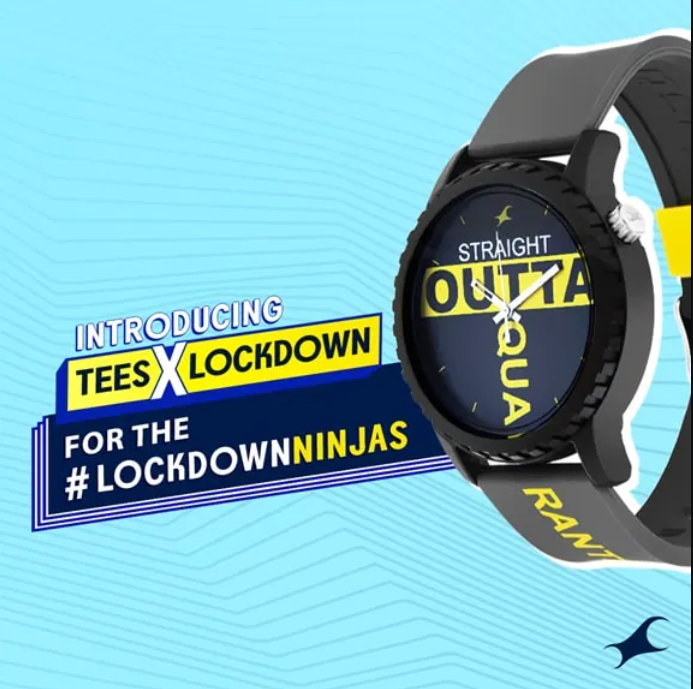 INTRODUCING
TEES X LOCKDOWN
FOR THE
#LOCKDOWNNINJAS
STRAIGHT
OUTTA
QUA
RANT